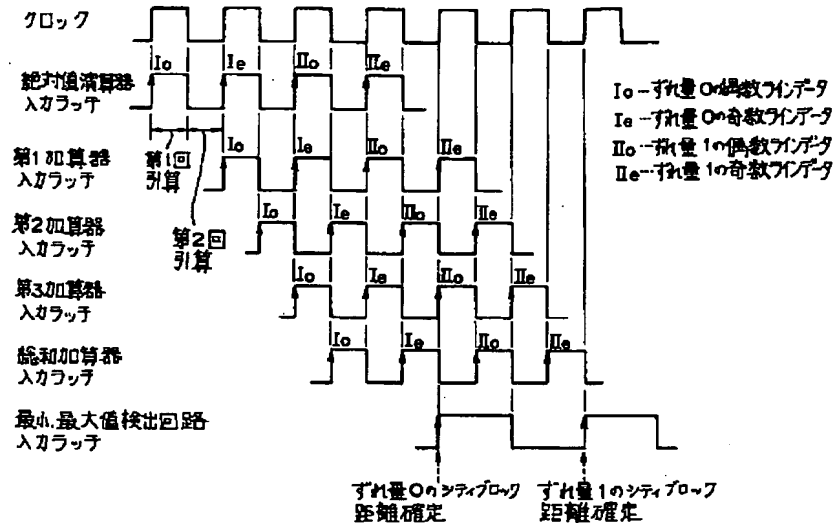 クロック
Io Ie IIo IIe
絶対値演算器
入力ラッチ
Io…ずれ量0の偶数ラインデータ
Ie…ずれ量0の奇数ラインデータ
IIo…ずれ量1の偶数ラインデータ
IIe…ずれ量1の奇数ラインデータ
第1回
引算
第2回
引算
Io Ie IIo IIe
第1加算器
入力ラッチ
Io Ie IIo IIe
第2加算器
入力ラッチ
Io Ie IIo IIe
第3加算器
入力ラッチ
Io Ie IIo IIe
総和加算器
入力ラッチ
最小.最大値検出回路
入力ラッチ
ずれ量0のシティブロック
距離確定
ずれ量1のシティブロック
距離確定